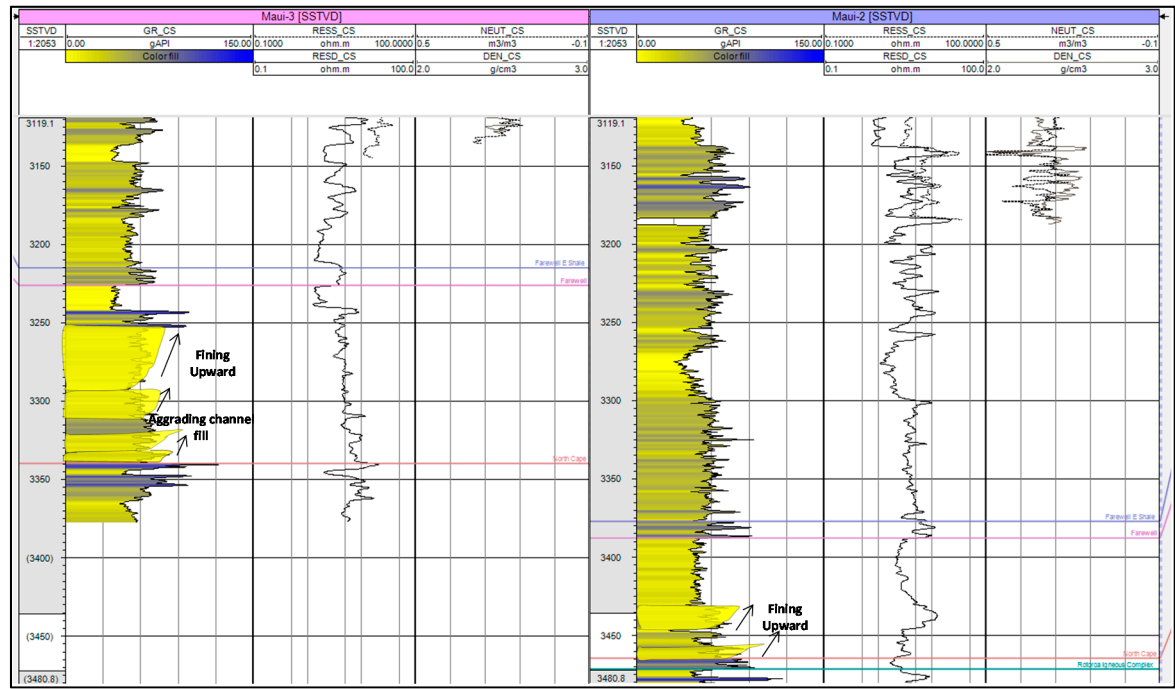 Maui-3 [SSTVD]
SSTVD GR_CS RESS_CS NEUT_CS
1:2053 0.00 gAPI 150.00 0.1000 ohm.m 100.0000 0.5 m3/m3 -0.1
Color fill RESD_CS DEN_CS
0.1 ohm.m 100.0 2.0 g/cm3 3.0
3119.1
3150
3200
Farewell E Shale
Farewell
3250
Fining
Upward
3300
Aggrading channel
fill
North Cape
3350
(3400)
(3450)
(3480.8)
Maui-2 [SSTVD]
SSTVD GR_CS RESS_CS NEUT_CS
1:2053 0.00 gAPI 150.00 0.1000 ohm.m 100.0000 0.5 m3/m3 -0.1
Color fill RESD_CS DEN_CS
0.1 ohm.m 100.0 2.0 g/cm3 3.0
3119.1
3150
3200
3250
3300
3350
Farewell E Shale
Farewell
3400
Fining
Upward
3450
North Cape
Rotoroa Igneous Complex
3480.8